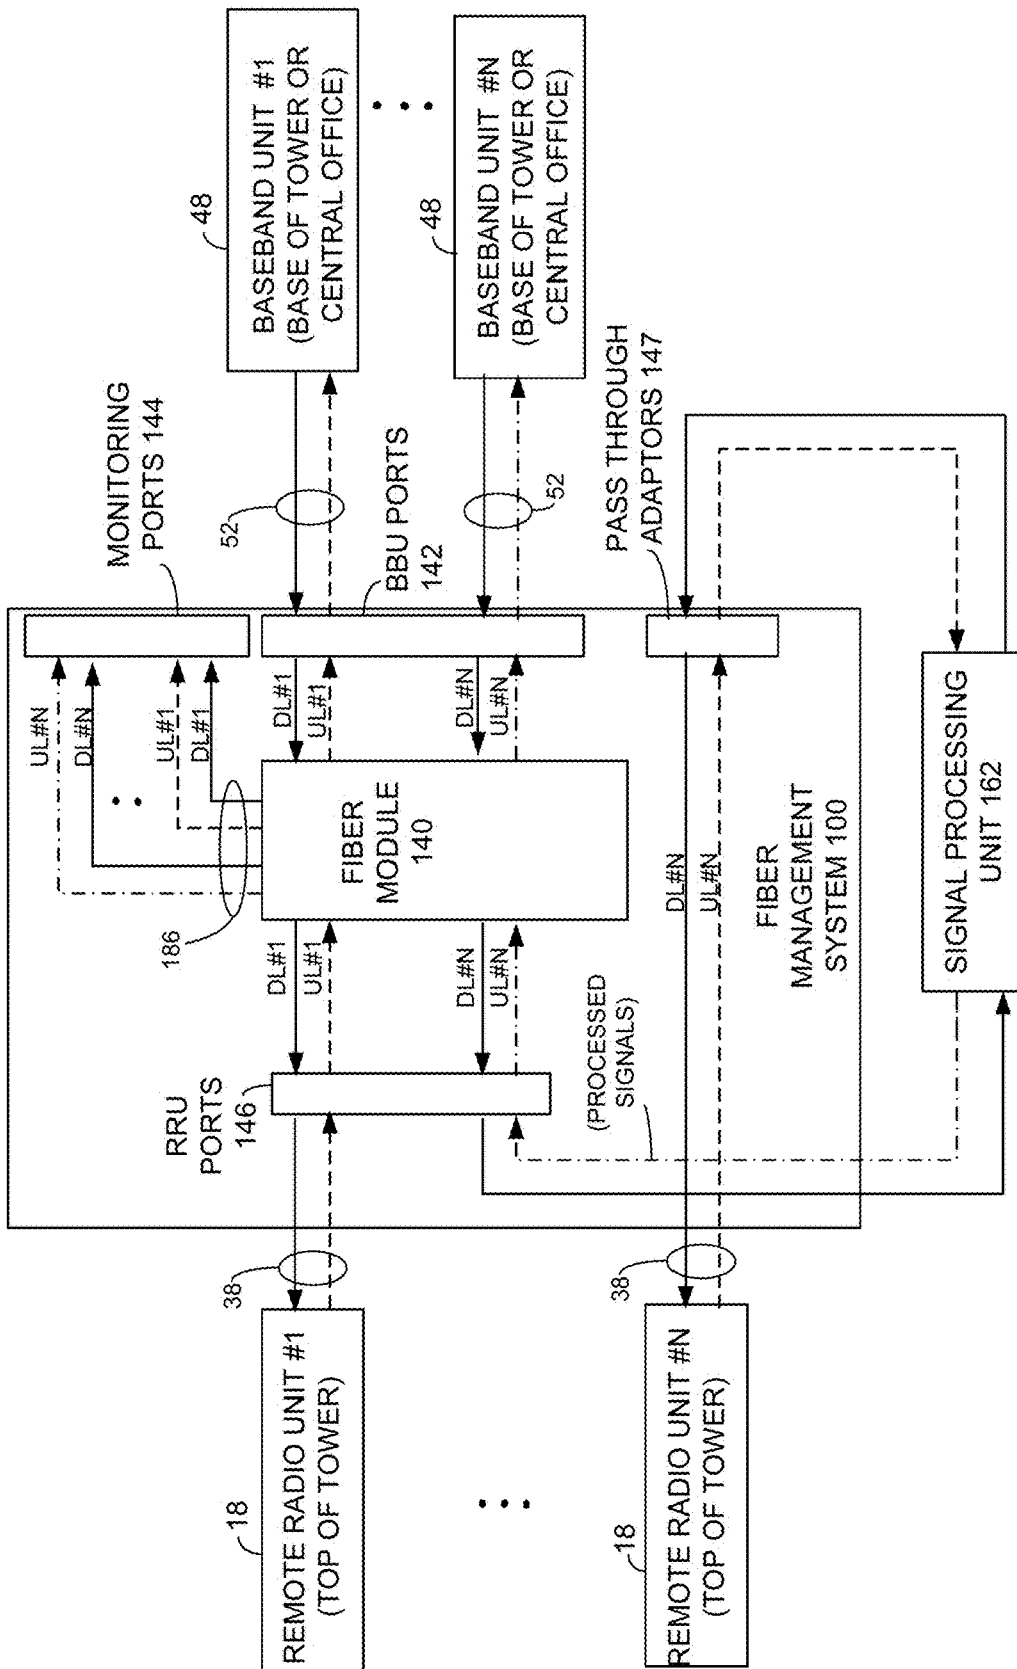 18
REMOTE RADIO UNIT #1
(TOP OF TOWER)
38
RRU
PORTS
146
DL#1
UL#1
186
FIBER
MODULE
140
DL#N
UL#N
UL#N
DL#N
UL#1
DL#1
DL#1
UL#1
DL#N
UL#N
MONITORING
PORTS 144
52
BBU PORTS
142
48
BASEBAND UNIT #1
(BASE OF TOWER OR
CENTRAL OFFICE)
48
BASEBAND UNIT #N
(BASE OF TOWER OR
CENTRAL OFFICE)
52
PASS THROUGH
ADAPTORS 147
18
REMOTE RADIO UNIT #N
(TOP OF TOWER)
38
(PROCESSED
SIGNALS)
DL#N
UL#N
FIBER
MANAGEMENT
SYSTEM 100
SIGNAL PROCESSING
UNIT 162